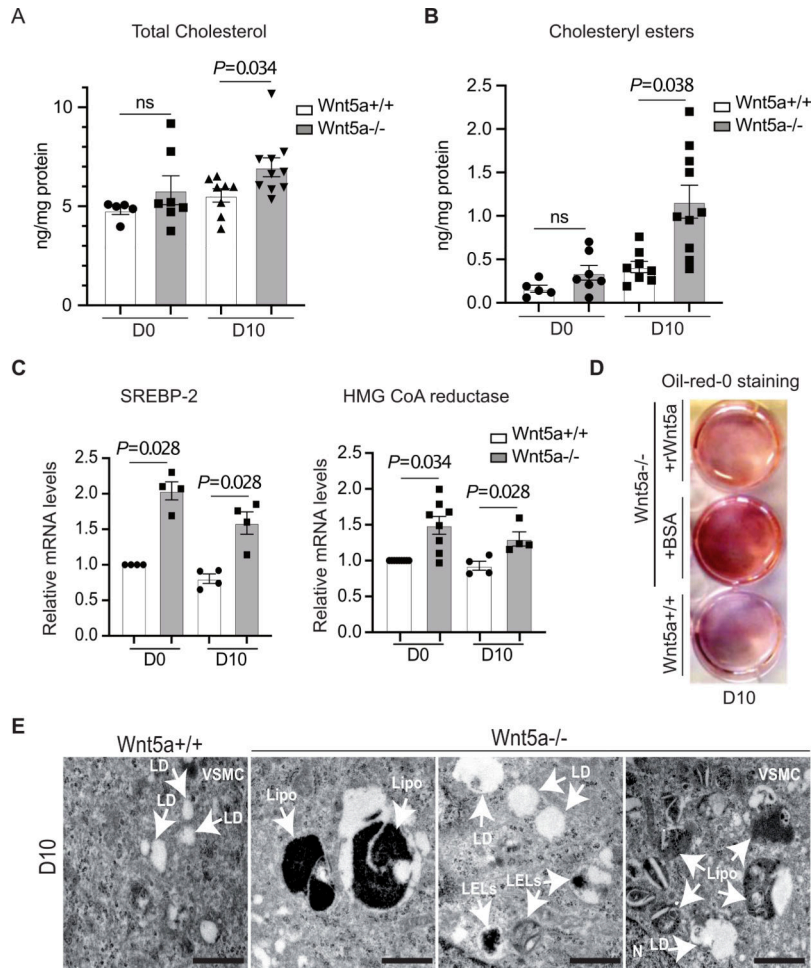 A
Total Cholesterol
P=0.034
ns
Wnt5a+/+
Wnt5a-/-
10
5
0
ng/mg protein
D0
D10
B
Cholesteryl esters
P=0.038
ns
Wnt5a+/+
Wnt5a-/-
2.5
2.0
1.5
1.0
0.5
0.0
ng/mg protein
D0
D10
C
SREBP-2
P=0.028
P=0.028
2.5
2.0
1.5
1.0
0.5
0.0
Relative mRNA levels
D0
D10
HMG CoA reductase
Wnt5a+/+
Wnt5a-/-
P=0.034
P=0.028
2.5
2.0
1.5
1.0
0.5
0.0
Relative mRNA levels
D0
D10
D
Oil-red-0 staining
Wnt5a-/-
+rWnt5a
+BSA
Wnt5a+/+
D10
E
Wnt5a+/+
Wnt5a-/-
D10
LD
VSMC
LD
LD
Lipo
Lipo
LD
LD
LELs
LELs
VSMC
Lipo
N
LD